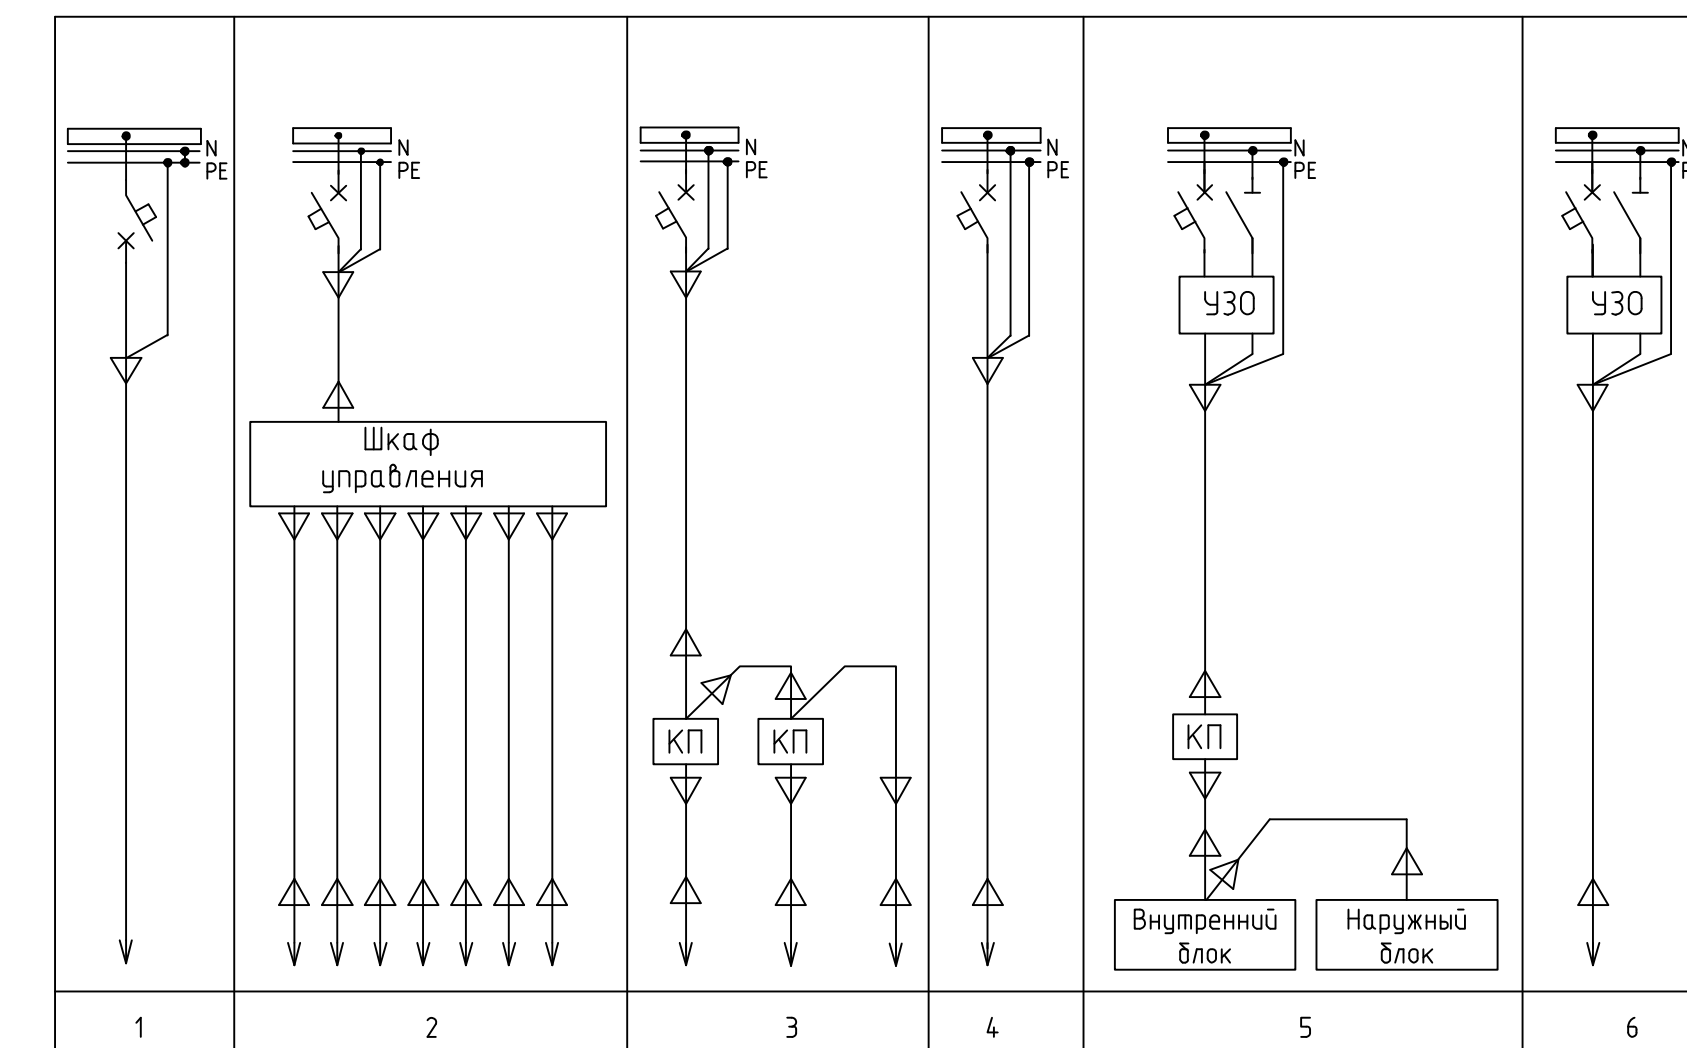 N
PE
N
PE
N
PE
N
PE
N
PE
N
УЗО
УЗО
Шкаф
управления
КП
КП
КП
Внутренний
блок
Наружный
блок
1
2
3
4
5
6